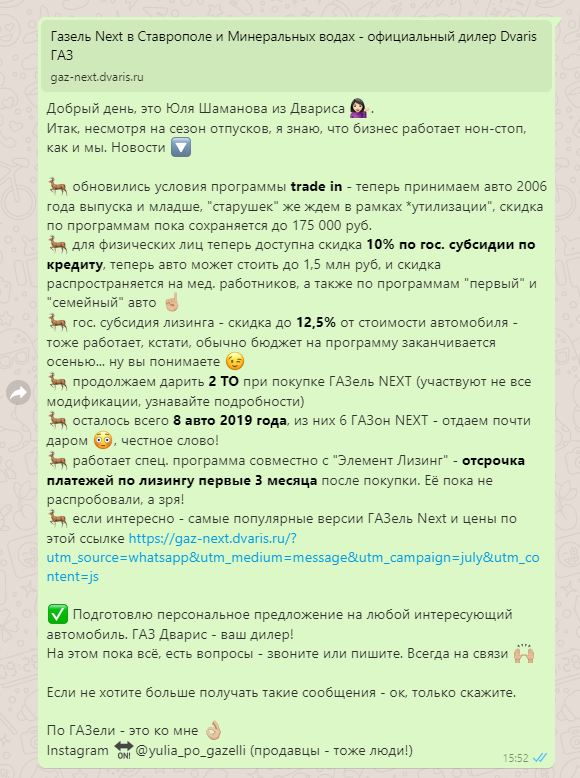 Газель Next в Ставрополе и Минеральных водах - официальный дилер Dvaris
ГАЗ
gaz-next.dvaris.ru
Добрый день, это Юля Шаманова из Двариса 💁🏻‍♀️.
Итак, несмотря на сезон отпусков, я знаю, что бизнес работает нон-стоп,
как и мы. Новости 🔽
🦌 обновились условия программы trade in - теперь принимаем авто 2006
года выпуска и младше, "старушек" же ждем в рамках *утилизации", скидка
по программам пока сохраняется до 175 000 руб.
🦌 для физических лиц теперь доступна скидка 10% по гос. субсидии по
кредиту, теперь авто может стоить до 1,5 млн руб, и скидка
распространяется на мед. работников, а также по программам "первый" и
"семейный" авто ☝🏼
🦌 гос. субсидия лизинга - скидка до 12,5% от стоимости автомобиля -
тоже работает, кстати, обычно бюджет на программу заканчивается
осенью... ну вы понимаете 😉
🦌 продолжаем дарить 2 ТО при покупке ГАЗель NEXT (участвуют не все
модификации, узнавайте подробности)
🦌 осталось всего 8 авто 2019 года, из них 6 ГАЗон NEXT - отдаем почти
даром 😳, честное слово!
🦌 работает спец. программа совместно с "Элемент Лизинг" - отсрочка
платежей по лизингу первые 3 месяца после покупки. Её пока не
распробовали, а зря!
🦌 если интересно - самые популярные версии ГАЗель Next и цены по
этой ссылке https://gaz-next.dvaris.ru/?
utm_source=whatsapp&utm_medium=message&utm_campaign=july&utm_co
ntent=js
✅ Подготовлю персональное предложение на любой интересующий
автомобиль. ГАЗ Дварис - ваш дилер!
На этом пока всё, есть вопросы - звоните или пишите. Всегда на связи 🙌🏼
Если не хотите больше получать такие сообщения - ок, только скажите.
По ГАЗели - это ко мне 👌🏼
Instagram 🔛@yulia_po_gazelli (продавцы - тоже люди!)
15:52